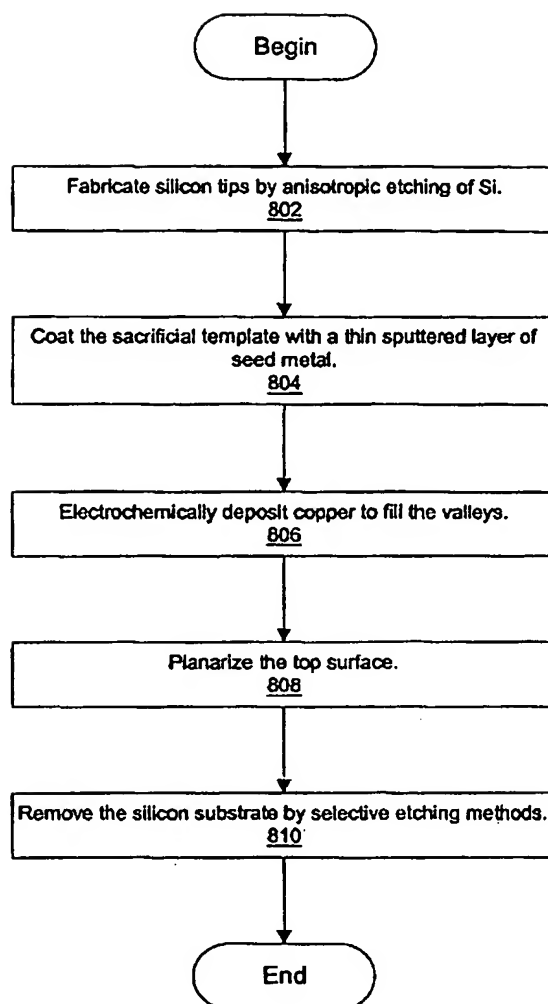 Begin
Fabricate silicon tips by anisotropic etching of Si.
802
Coat the sacrificial template with a thin sputtered layer of
seed metal.
804
Electrochemically deposit copper to fill the valleys.
806
Planarize the top surface.
808
Remove the silicon substrate by selective etching methods.
810
End